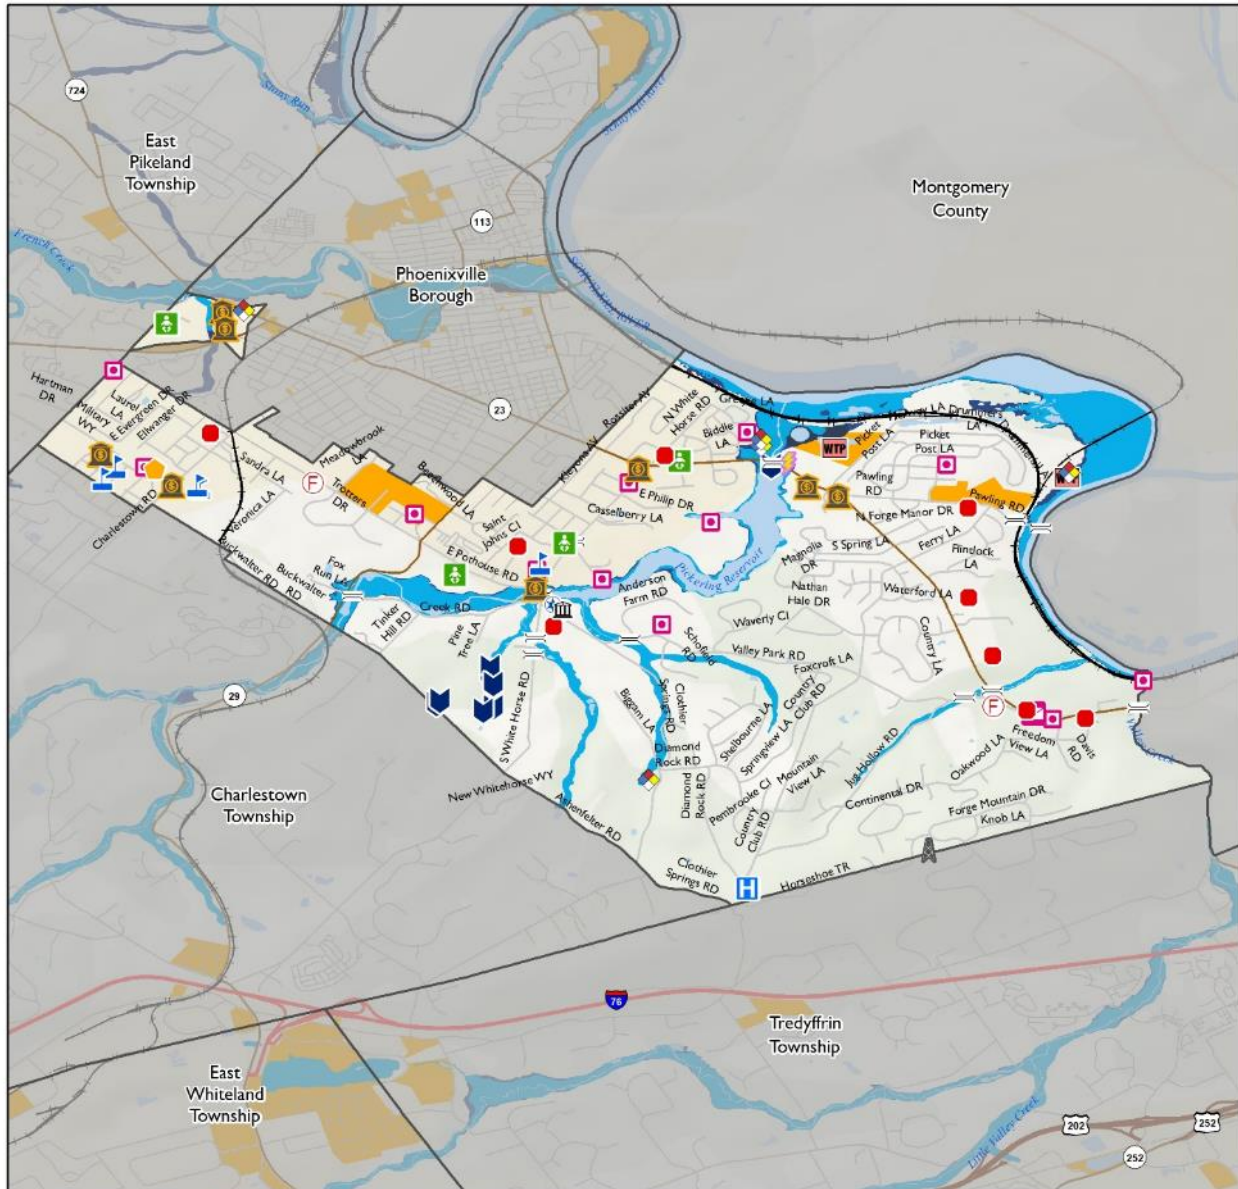 724
Stony Run
East
Pikeland
Township
Schuylkill River
Montgomery
County
113
French Creek
Phoenixville
Borough
SCHUYLKILL RIVER
Hartman
DR
Laurel
LA
Military
WY
E Evergreen DR
Ellwanger DR
23
Rossiter AV
N White
Horse RD
Biddle
LA
Picket
Post LA
WTP
Drummers
LA
Picket
Post LA
Meadowbrook
LA
Sandra LA
F
Trotters
DR
Beechwood LA
E Philip DR
Casselberry LA
Pawling
RD
Pawling RD
N Forge Manor DR
Charlestown RD
Veronica LA
Saint
Johns CI
S Spring LA
Ferry LA
Flintlock
LA
Buckwalter
RD
Buckwalter
RD
Fox
Run LA
E Pothouse RD
Pickering Reservoir
Magnolia
DR
Nathan
Hale DR
Waterford LA
Anderson
Farm RD
Creek RD
Tinker
Hill RD
Pine
Tree LA
Waverly CI
Schofield
RD
Valley Park RD
Foxcroft LA
Country LA
29
S White Horse RD
Biggam LA
Clothier
Springs RD
Shelbourne LA
Springview LA
Country
Club RD
F
Jug Hollow RD
Oakwood LA
Freedom
View LA
Davis
RD
Valley Creek
Diamond
Rock RD
Diamond
Rock RD
Pembrooke CI
Mountain
View LA
Continental DR
Forge Mountain DR
Knob LA
Charlestown
Township
New Whitehorse WY
Ashenfelter RD
Country
Club RD
Clothier
Springs RD
H
Horseshoe TR
76
Tredyffrin
Township
East
Whiteland
Township
Little Valley Creek
202
252
252